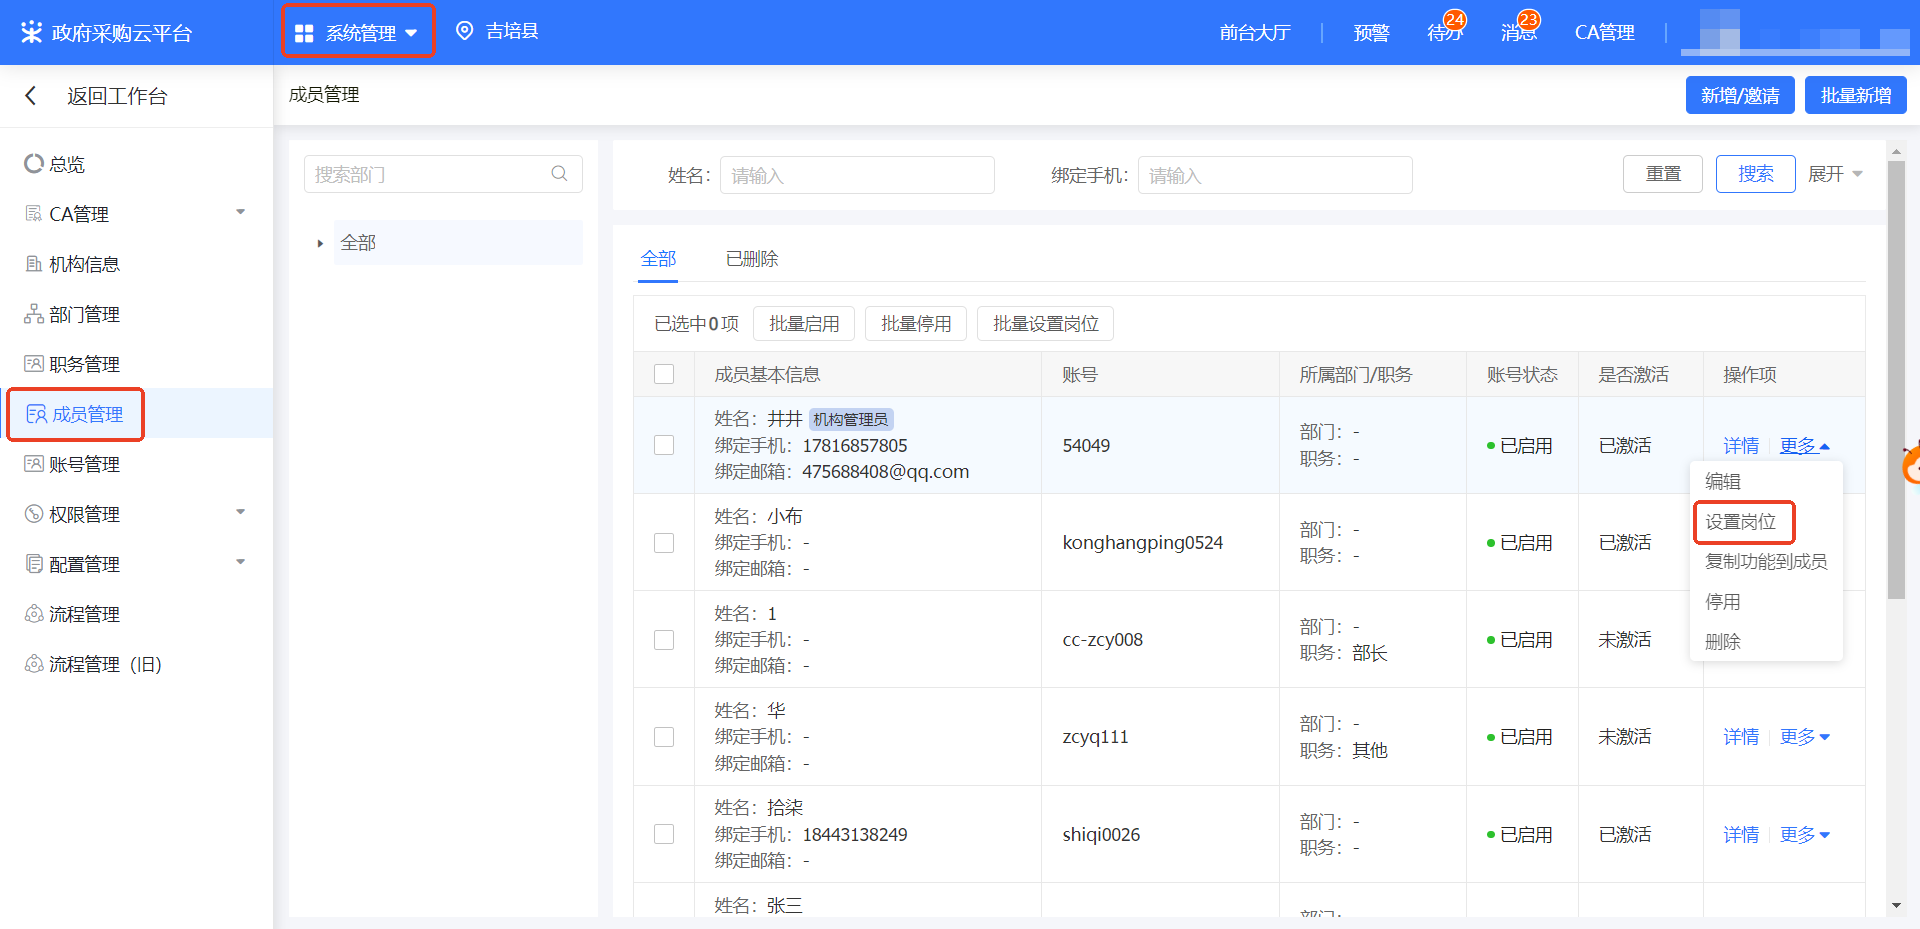 政府采购云平台
系统管理
吉培县
前台大厅
预警
待办
24
消息
23
CA管理
返回工作台
成员管理
新增/邀请
批量新增
总览
CA管理
机构信息
部门管理
职务管理
成员管理
账号管理
权限管理
配置管理
流程管理
流程管理（旧）
搜索部门
全部
姓名： 请输入
绑定手机： 请输入
重置
搜索
展开
全部
已删除
已选中0项
批量启用
批量停用
批量设置岗位
成员基本信息 账号 所属部门/职务 账号状态 是否激活 操作项
姓名：井井 机构管理员
绑定手机：17816857805
绑定邮箱：475688408@qq.com
54049
部门：-
职务：-
已启用
已激活
详情 更多
编辑
设置岗位
复制功能到成员
停用
删除
姓名：小布
绑定手机：-
绑定邮箱：-
konghangping0524
部门：-
职务：-
已启用
已激活
姓名：1
绑定手机：-
绑定邮箱：-
cc-zcy008
部门：-
职务：部长
已启用
未激活
姓名：华
绑定手机：-
绑定邮箱：-
zcyq111
部门：-
职务：其他
已启用
未激活
详情 更多
姓名：拾柒
绑定手机：18443138249
绑定邮箱：-
shiqi0026
部门：-
职务：-
已启用
已激活
详情 更多
姓名：张三
部门：-